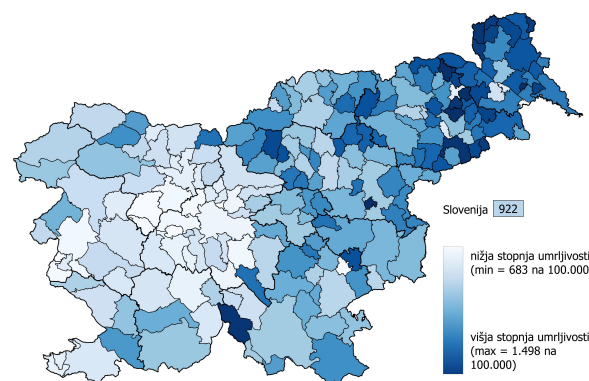 Slovenija 922
nižja stopnja umrljivosti
(min = 683 na 100.000
višja stopnja umrljivosti
(max = 1.498 na
100.000)